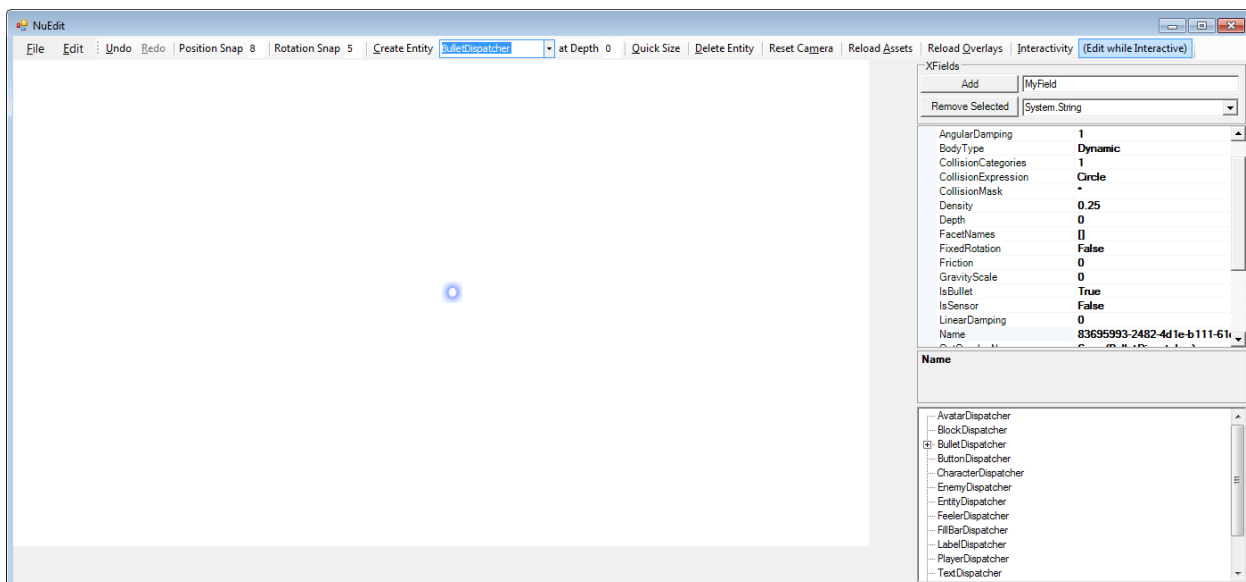 NuEdit
File Edit Undo Redo Position Snap 8 Rotation Snap 5 Create Entity BulletDispatcher at Depth 0 Quick Size Delete Entity Reset Camera Reload Assets Reload Overlays Interactivity (Edit while Interactive)
XFields
Add MyField
Remove Selected System.String
AngularDamping 1
BodyType Dynamic
CollisionCategories 1
CollisionExpression Circle
CollisionMask *
Density 0.25
Depth 0
FacetNames []
FixedRotation False
Friction 0
GravityScale 0
IsBullet True
IsSensor False
LinearDamping 0
Name 83695993-2482-4d1e-b111-61
Name
AvatarDispatcher
BlockDispatcher
BulletDispatcher
ButtonDispatcher
CharacterDispatcher
EnemyDispatcher
EntityDispatcher
FeelerDispatcher
FillBarDispatcher
LabelDispatcher
PlayerDispatcher
TextDispatcher